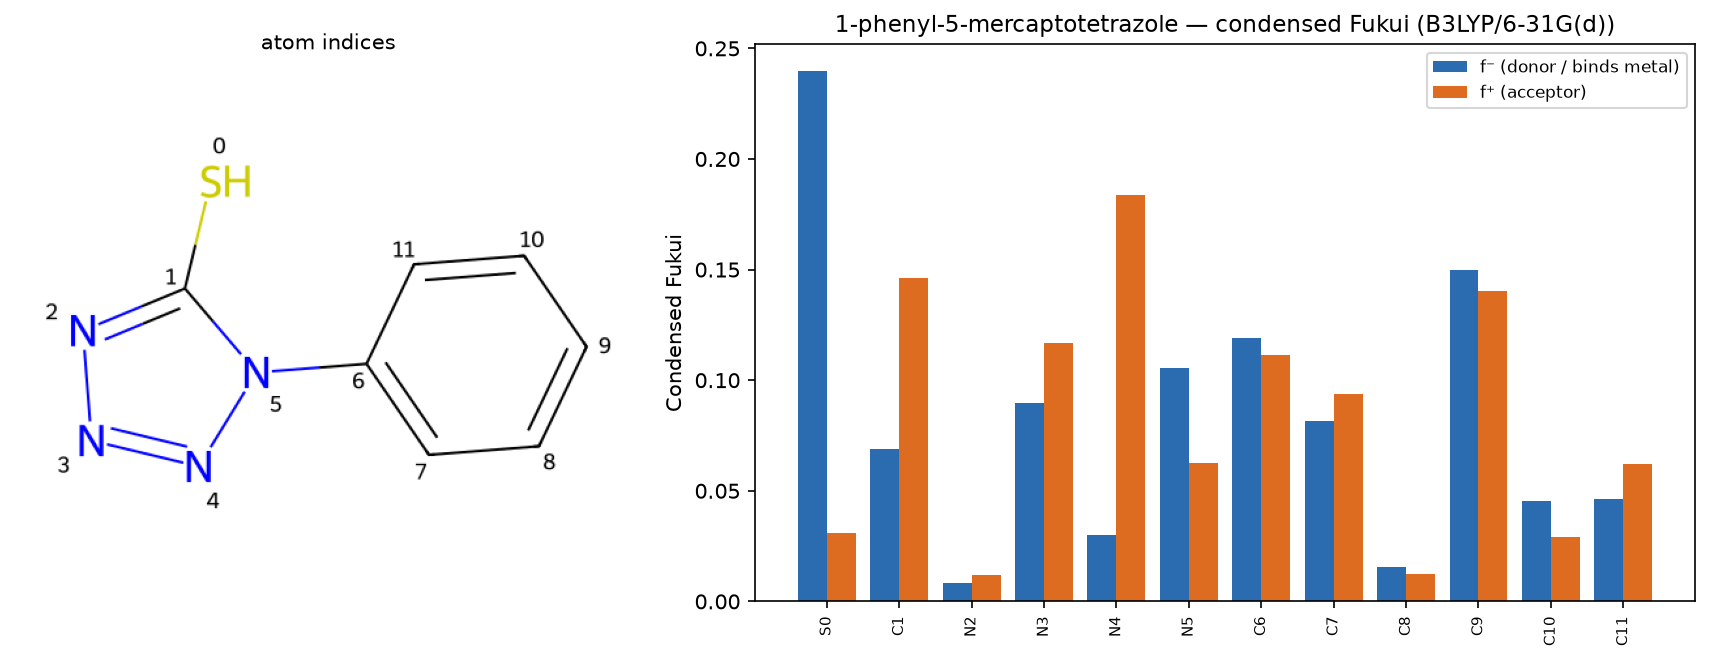 atom indices
0
SH
1
2
N
N
3
N
4
N
5
6
7
8
9
10
11
1-phenyl-5-mercaptotetrazole — condensed Fukui (B3LYP/6-31G(d))
f⁻ (donor / binds metal)
f⁺ (acceptor)
Condensed Fukui
0.25
0.20
0.15
0.10
0.05
0.00
S0
C1
N2
N3
N4
N5
C6
C7
C8
C9
C10
C11